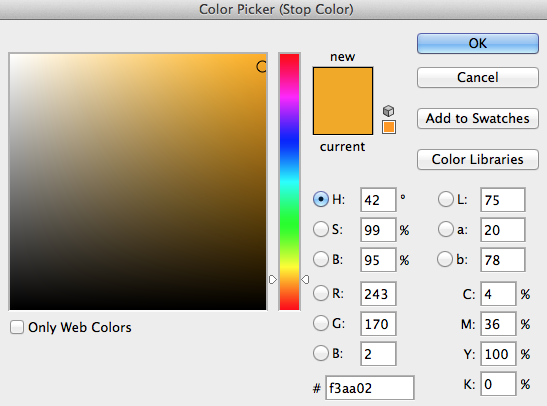 Color Picker (Stop Color)
new
current
OK
Cancel
Add to Swatches
Color Libraries
H: 42 °
L: 75
S: 99 %
a: 20
B: 95 %
b: 78
R: 243
C: 4 %
G: 170
M: 36 %
B: 2
Y: 100 %
# f3aa02
K: 0 %
Only Web Colors